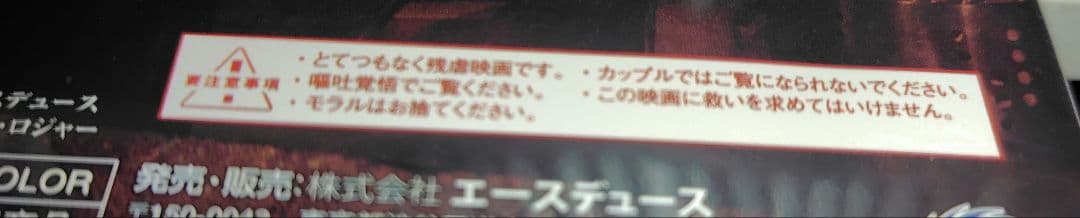 要注意事項
・とてつもなく残虐映画です。
・嘔吐覚悟でご覧ください。
・モラルはお捨てください。
・カップルではご覧になられないでください。
・この映画に救いを求めてはいけません。
デュース
・ロジャー
COLOR
発売・販売:株式会社 エースデュース